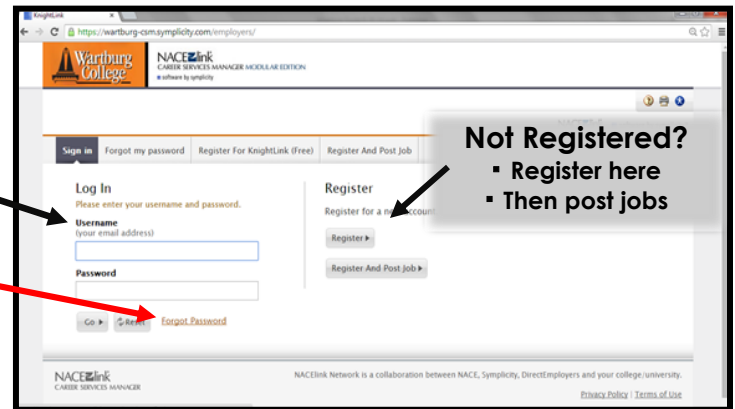 KnightLink
https://wartburg-csm.symplicity.com/employers/
Wartburg
College
NACElink
CAREER SERVICES MANAGER MODULAR EDITION
software by symplicity
Sign in Forgot my password Register For KnightLink (Free) Register And Post Job
Not Registered?
▪ Register here
▪ Then post jobs
Log In
Please enter your username and password.
Username
(your email address)
Password
Go Reset Forgot Password
Register
Register for a new account
Register
Register And Post Job
NACElink
CAREER SERVICES MANAGER
NACElink Network is a collaboration between NACE, Symplicity, DirectEmployers and your college/university.
Privacy Policy | Terms of Use